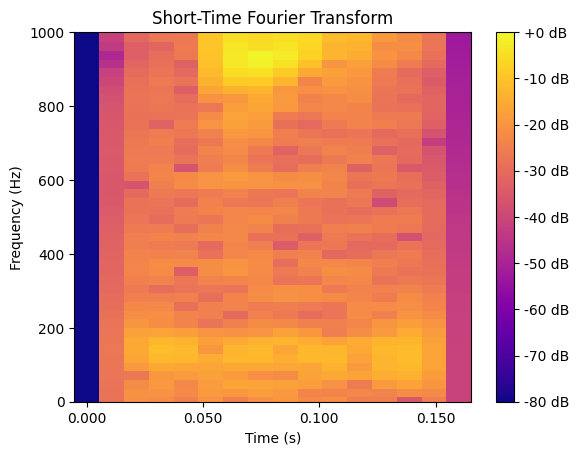 Short-Time Fourier Transform
1000
800
600
400
200
0
Frequency (Hz)
0.000
0.050
0.100
0.150
Time (s)
+0 dB
-10 dB
-20 dB
-30 dB
-40 dB
-50 dB
-60 dB
-70 dB
-80 dB